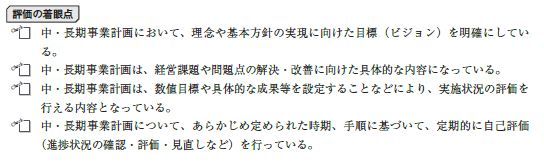 評価の着眼点
中・長期事業計画において、理念や基本方針の実現に向けた目標（ビジョン）を明確にしてい
る。
中・長期事業計画は、経営課題や問題点の解決・改善に向けた具体的な内容になっている。
中・長期事業計画は、数値目標や具体的な成果等を設定することなどにより、実施状況の評価を
行える内容となっている。
中・長期事業計画について、あらかじめ定められた時期、手順に基づいて、定期的に自己評価
（進捗状況の確認・評価・見直しなど）を行っている。